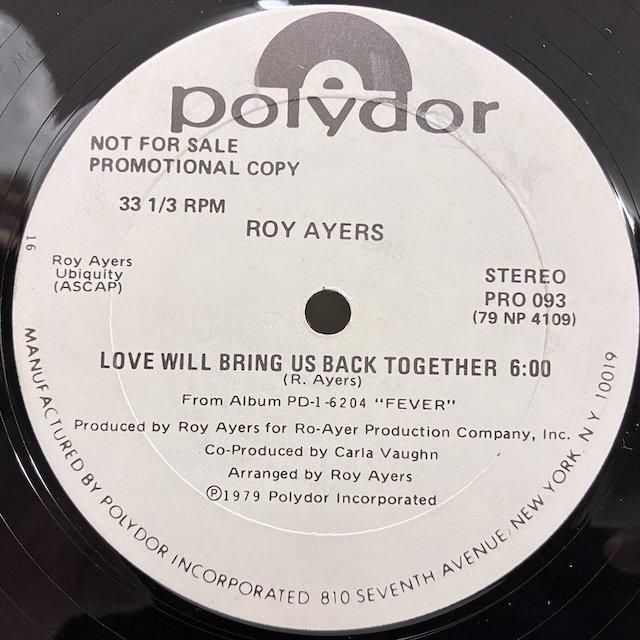 polydor
NOT FOR SALE
PROMOTIONAL COPY
33 1/3 RPM
ROY AYERS
16
Roy Ayers
Ubiquity
(ASCAP)
STEREO
PRO 093
(79 NP 4109)
LOVE WILL BRING US BACK TOGETHER 6:00
(R. Ayers)
From Album PD-1-6204 "FEVER"
Produced by Roy Ayers for Ro-Ayer Production Company, Inc.
Co-Produced by Carla Vaughn
Arranged by Roy Ayers
Ⓟ1979 Polydor Incorporated
MANUFACTURED BY POLYDOR INCORPORATED 810 SEVENTH AVENUE, NEW YORK, N.Y. 10019